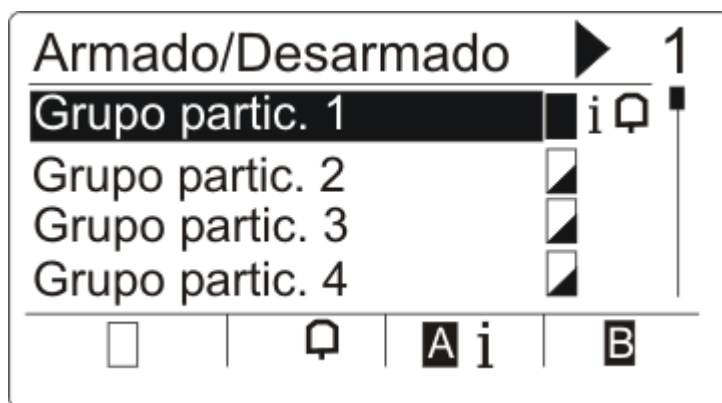 Armado/Desarmado 1
Grupo partic. 1 i
Grupo partic. 2
Grupo partic. 3
Grupo partic. 4
A i B